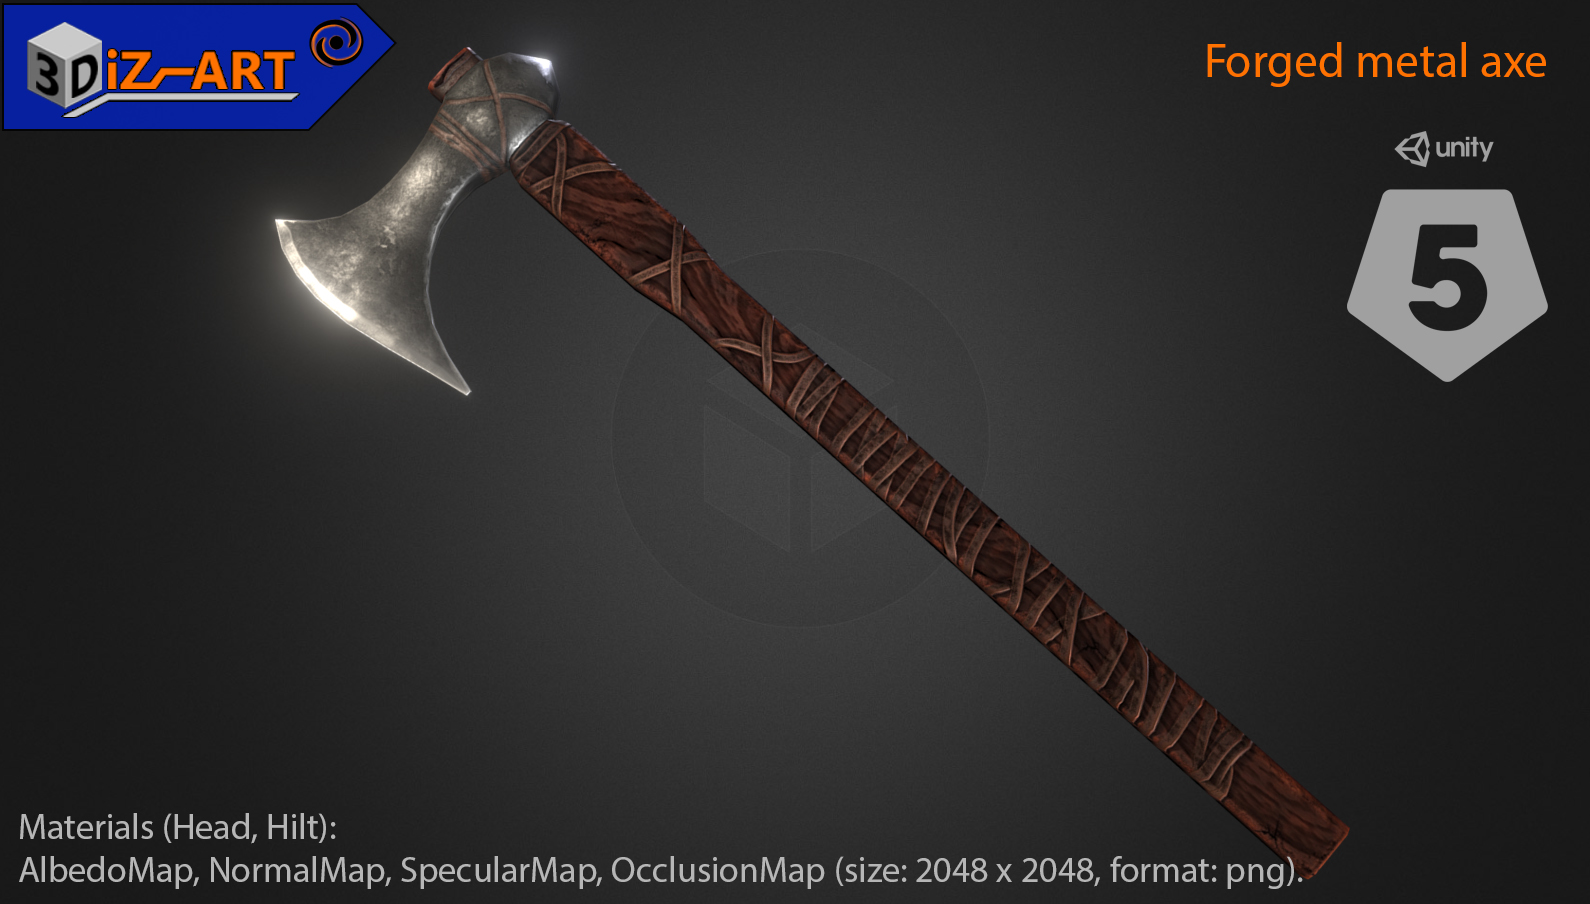 3DiZ-ART
Forged metal axe
unity
5
Materials (Head, Hilt):
AlbedoMap, NormalMap, SpecularMap, OcclusionMap (size: 2048 x 2048, format: png).